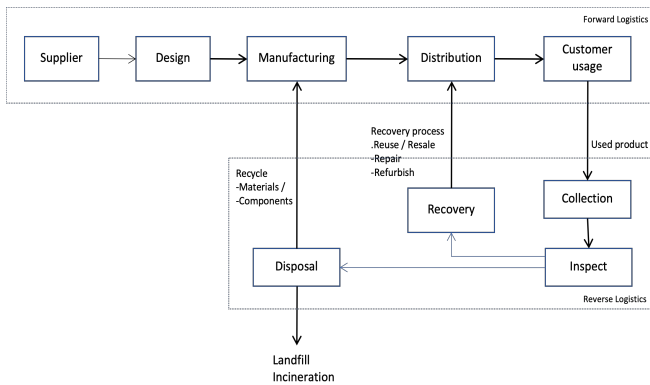 Forward Logistics
Supplier
Design
Manufacturing
Distribution
Customer
usage
Recovery process
.Reuse / Resale
-Repair
-Refurbish
Used product
Recycle
-Materials /
-Components
Collection
Recovery
Disposal
Inspect
Reverse Logistics
Landfill
Incineration